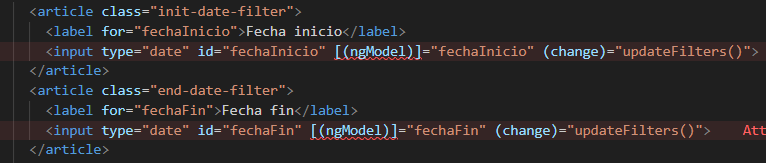 <article class="init-date-filter">
<label for="fechaInicio">Fecha inicio</label>
<input type="date" id="fechaInicio" [(ngModel)]="fechaInicio" (change)="updateFilters()">
</article>
<article class="end-date-filter">
<label for="fechaFin">Fecha fin</label>
<input type="date" id="fechaFin" [(ngModel)]="fechaFin" (change)="updateFilters()"> Att
</article>